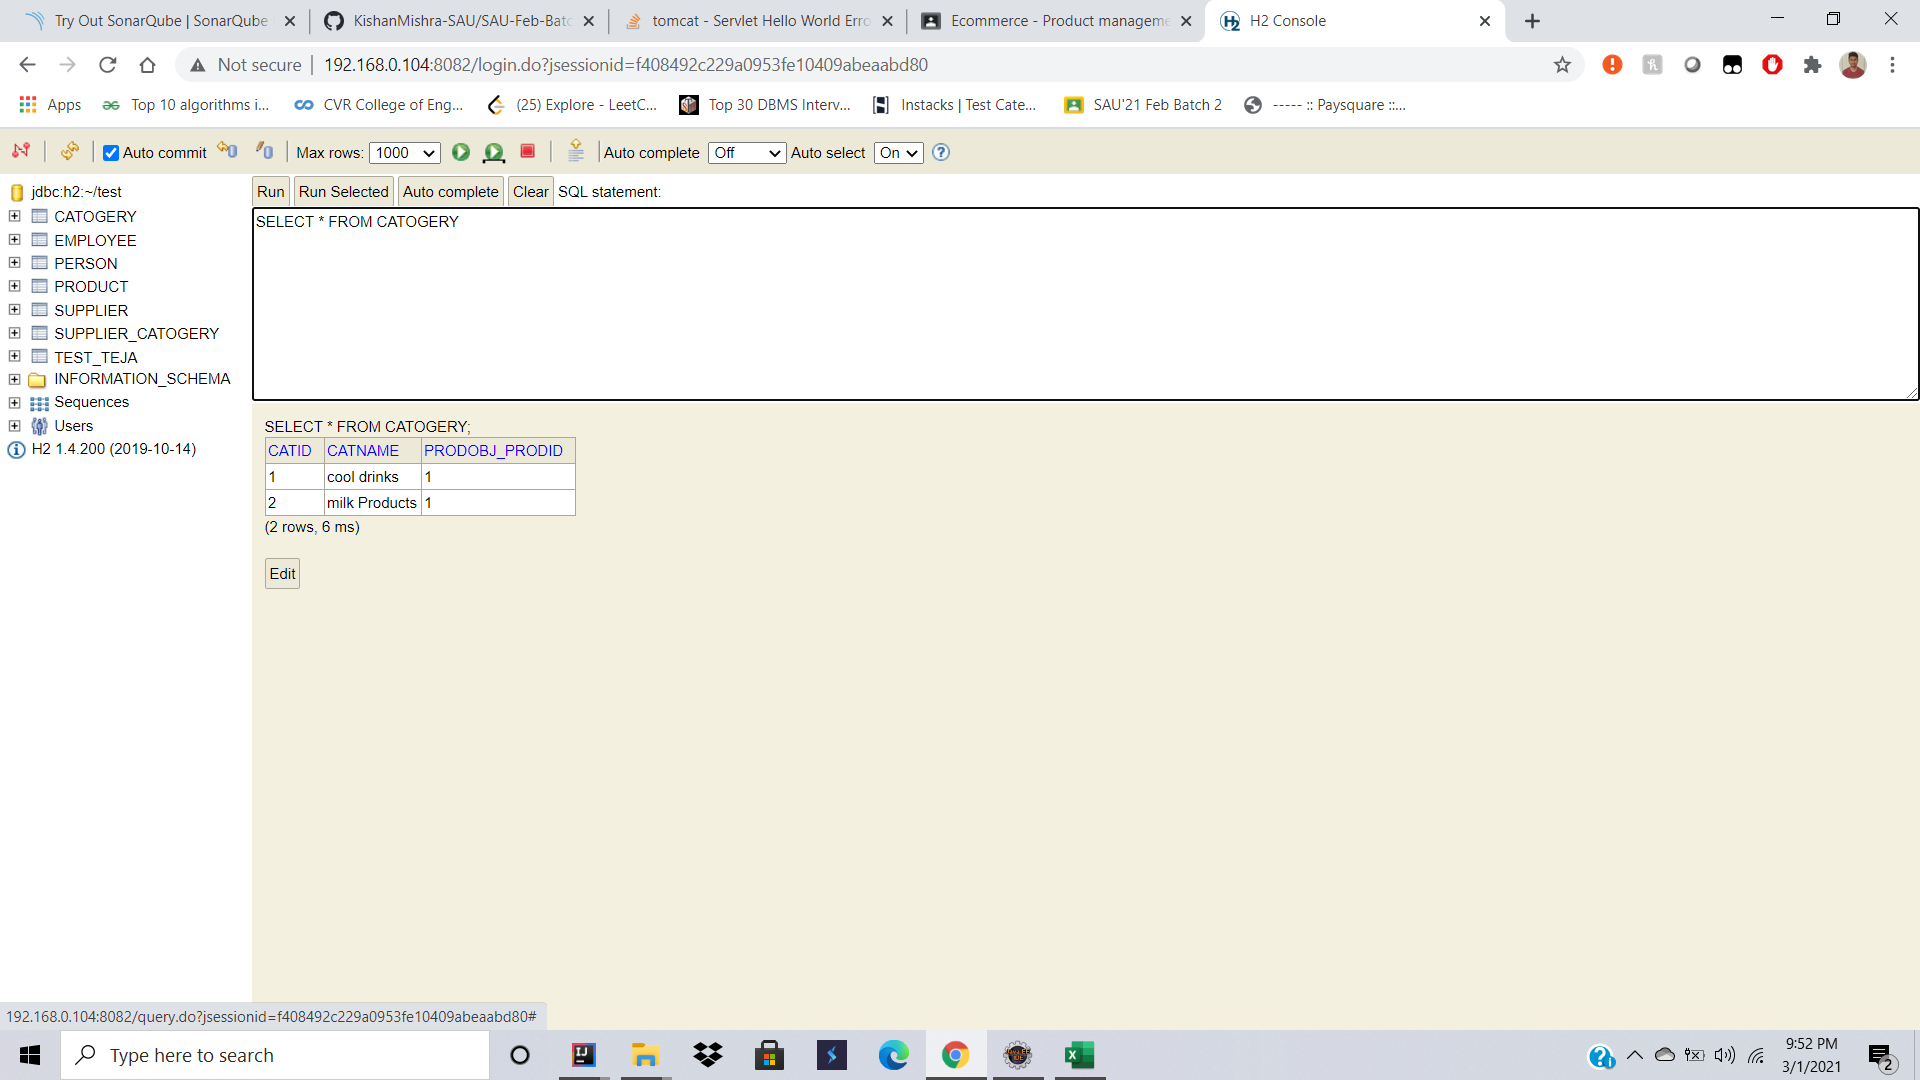 Try Out SonarQube | SonarQube
KishanMishra-SAU/SAU-Feb-Batc
tomcat - Servlet Hello World Erro
Ecommerce - Product manageme
H2 Console
Not secure | 192.168.0.104:8082/login.do?jsessionid=f408492c229a0953fe10409abeaabd80
Apps
Top 10 algorithms i...
CVR College of Eng...
(25) Explore - LeetC...
Top 30 DBMS Interv...
Instacks | Test Cate...
SAU'21 Feb Batch 2
----- :: Paysquare ::...
Auto commit Max rows: 1000 Auto complete Off Auto select On
jdbc:h2:~/test
CATOGERY
EMPLOYEE
PERSON
PRODUCT
SUPPLIER
SUPPLIER_CATOGERY
TEST_TEJA
INFORMATION_SCHEMA
Sequences
Users
H2 1.4.200 (2019-10-14)
Run Run Selected Auto complete Clear SQL statement:
SELECT * FROM CATOGERY
SELECT * FROM CATOGERY;
CATID CATNAME PRODOBJ_PRODID
1 cool drinks 1
2 milk Products 1
(2 rows, 6 ms)
Edit
192.168.0.104:8082/query.do?jsessionid=f408492c229a0953fe10409abeaabd80#
Type here to search
9:52 PM
3/1/2021
2